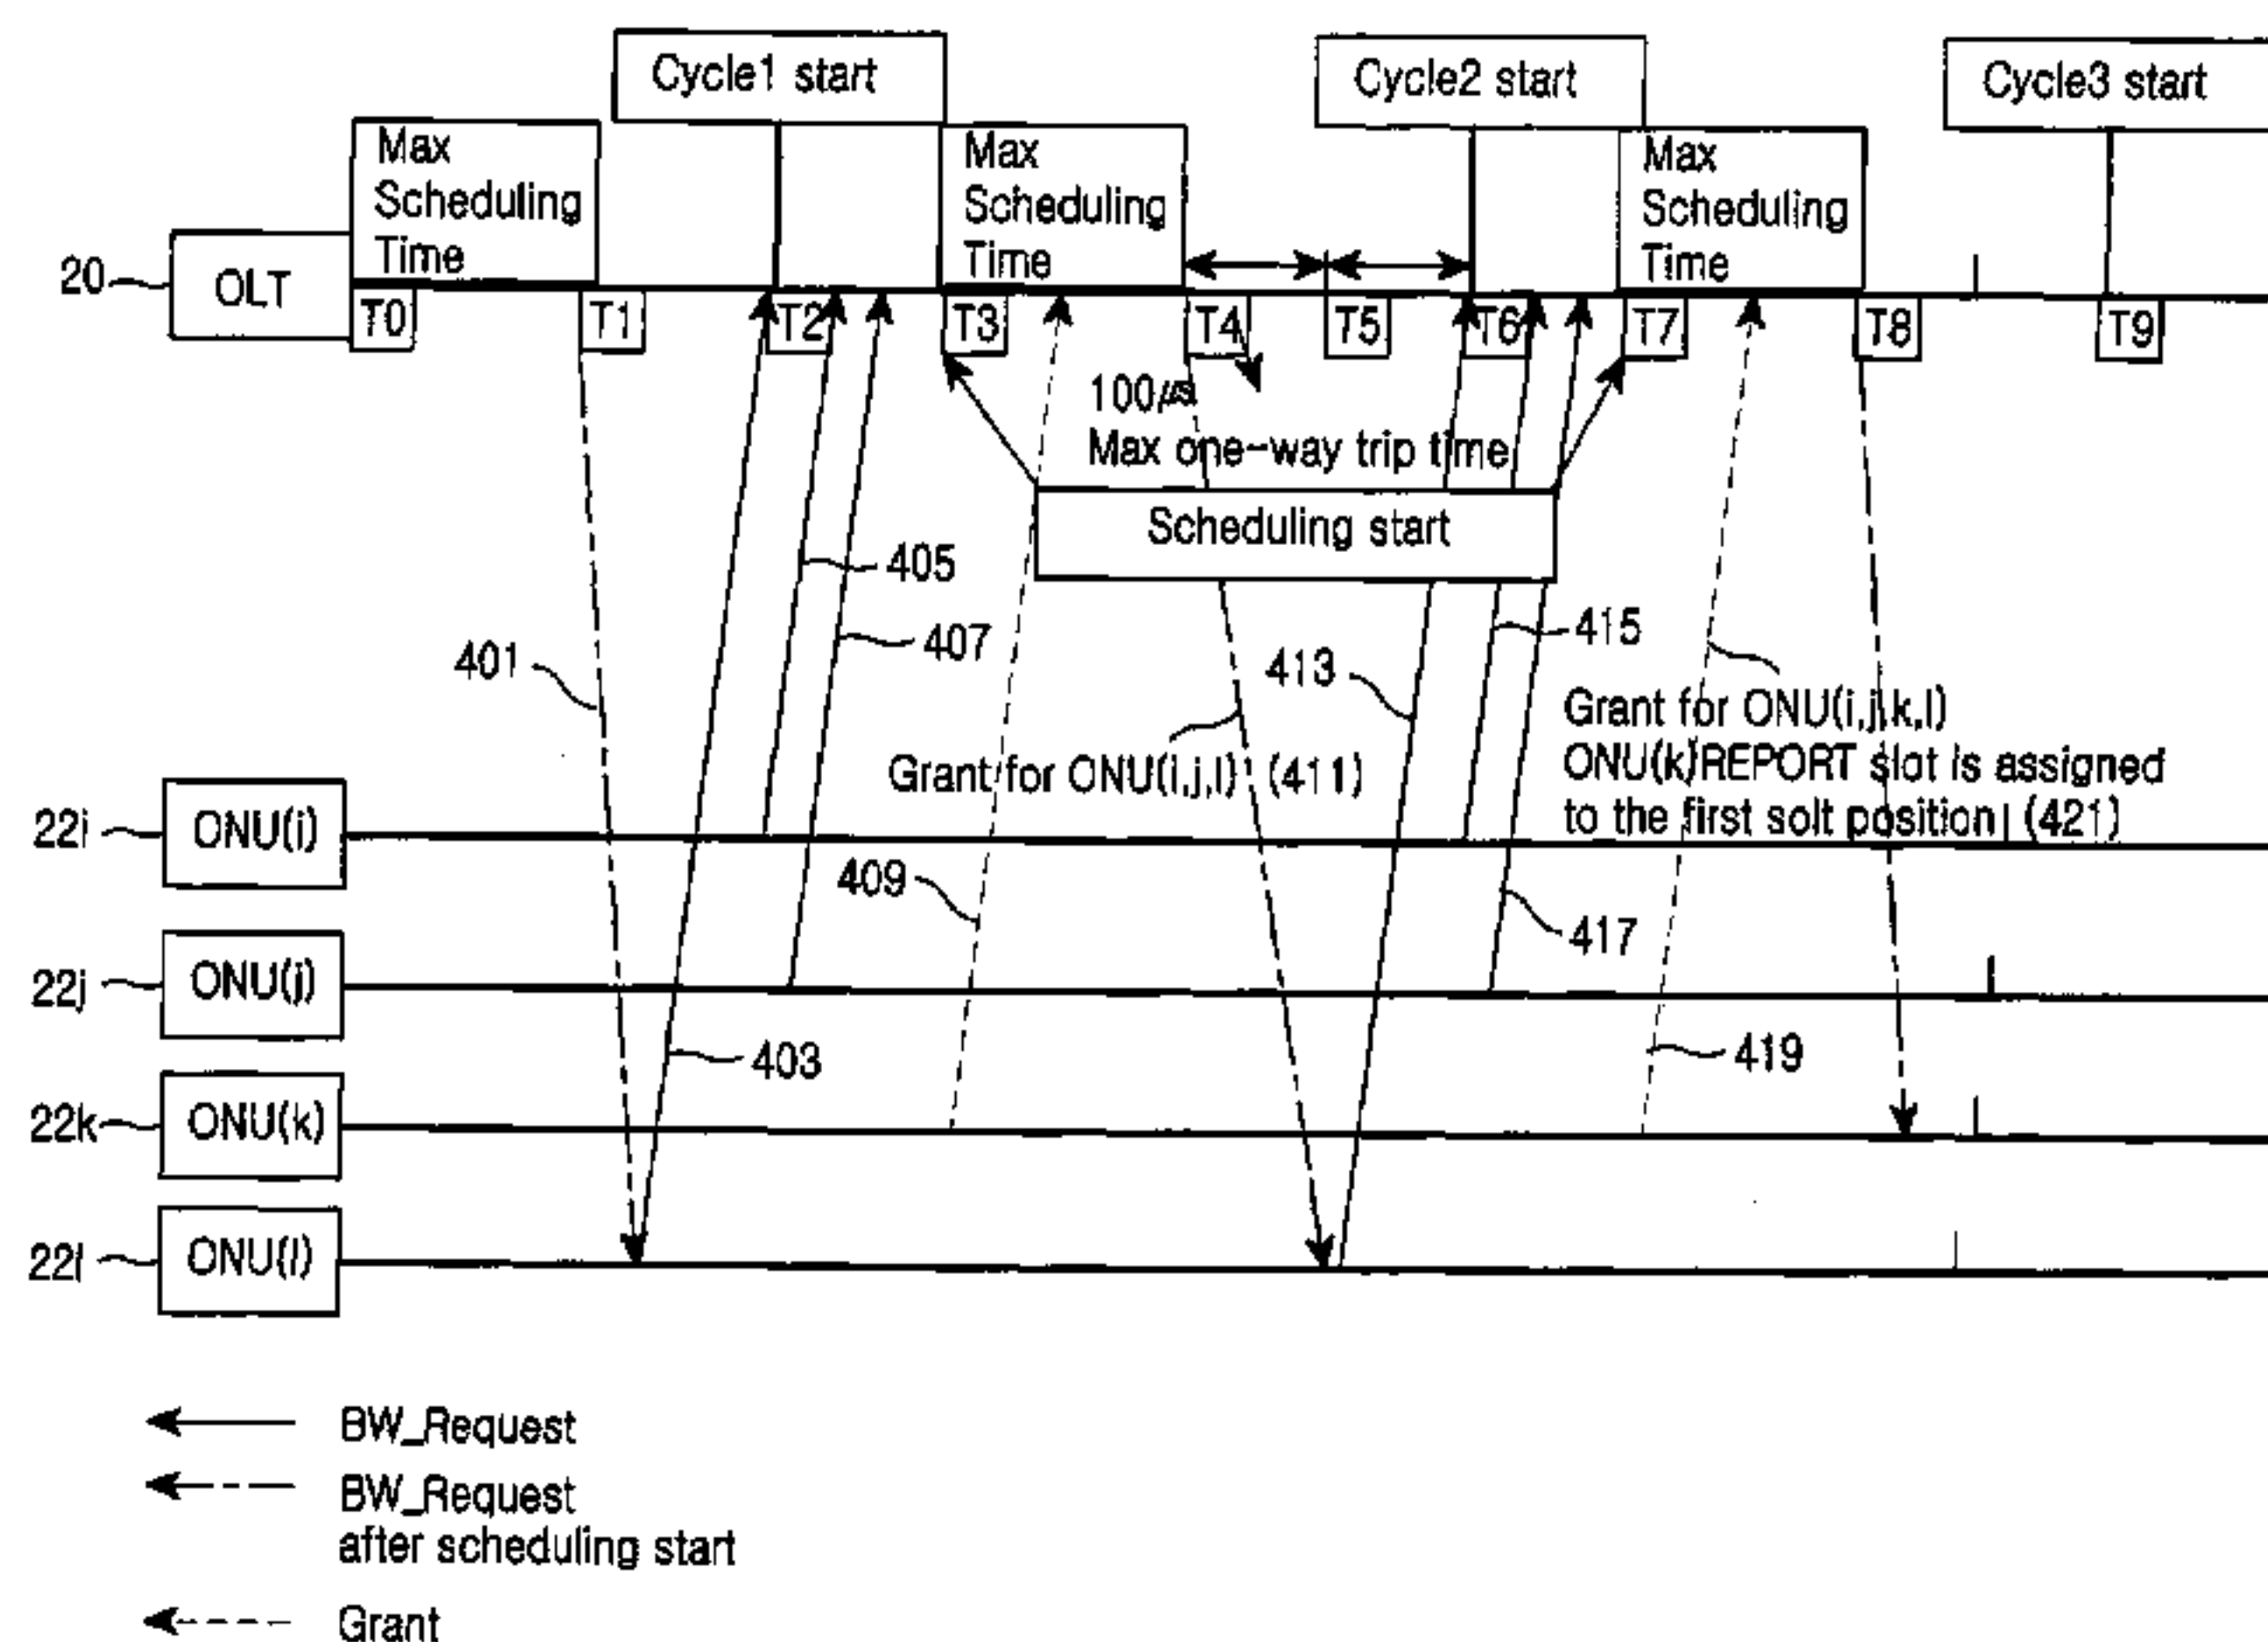 Cycle1 start
Cycle2 start
Cycle3 start
Max
Scheduling
Time
Max
Scheduling
Time
Max
Scheduling
Time
20
OLT
T0
T1
T2
T3
T4
T5
T6
T7
T8
T9
100μs
Max one-way trip time
Scheduling start
405
407
401
413
415
Grant for ONU(i,j,l) (411)
Grant for ONU(i,j,k,l)
ONU(k)REPORT slot is assigned
to the first solt position (421)
22i
ONU(i)
409
417
22j
ONU(j)
403
419
22k
ONU(k)
22l
ONU(l)
BW_Request
BW_Request
after scheduling start
Grant